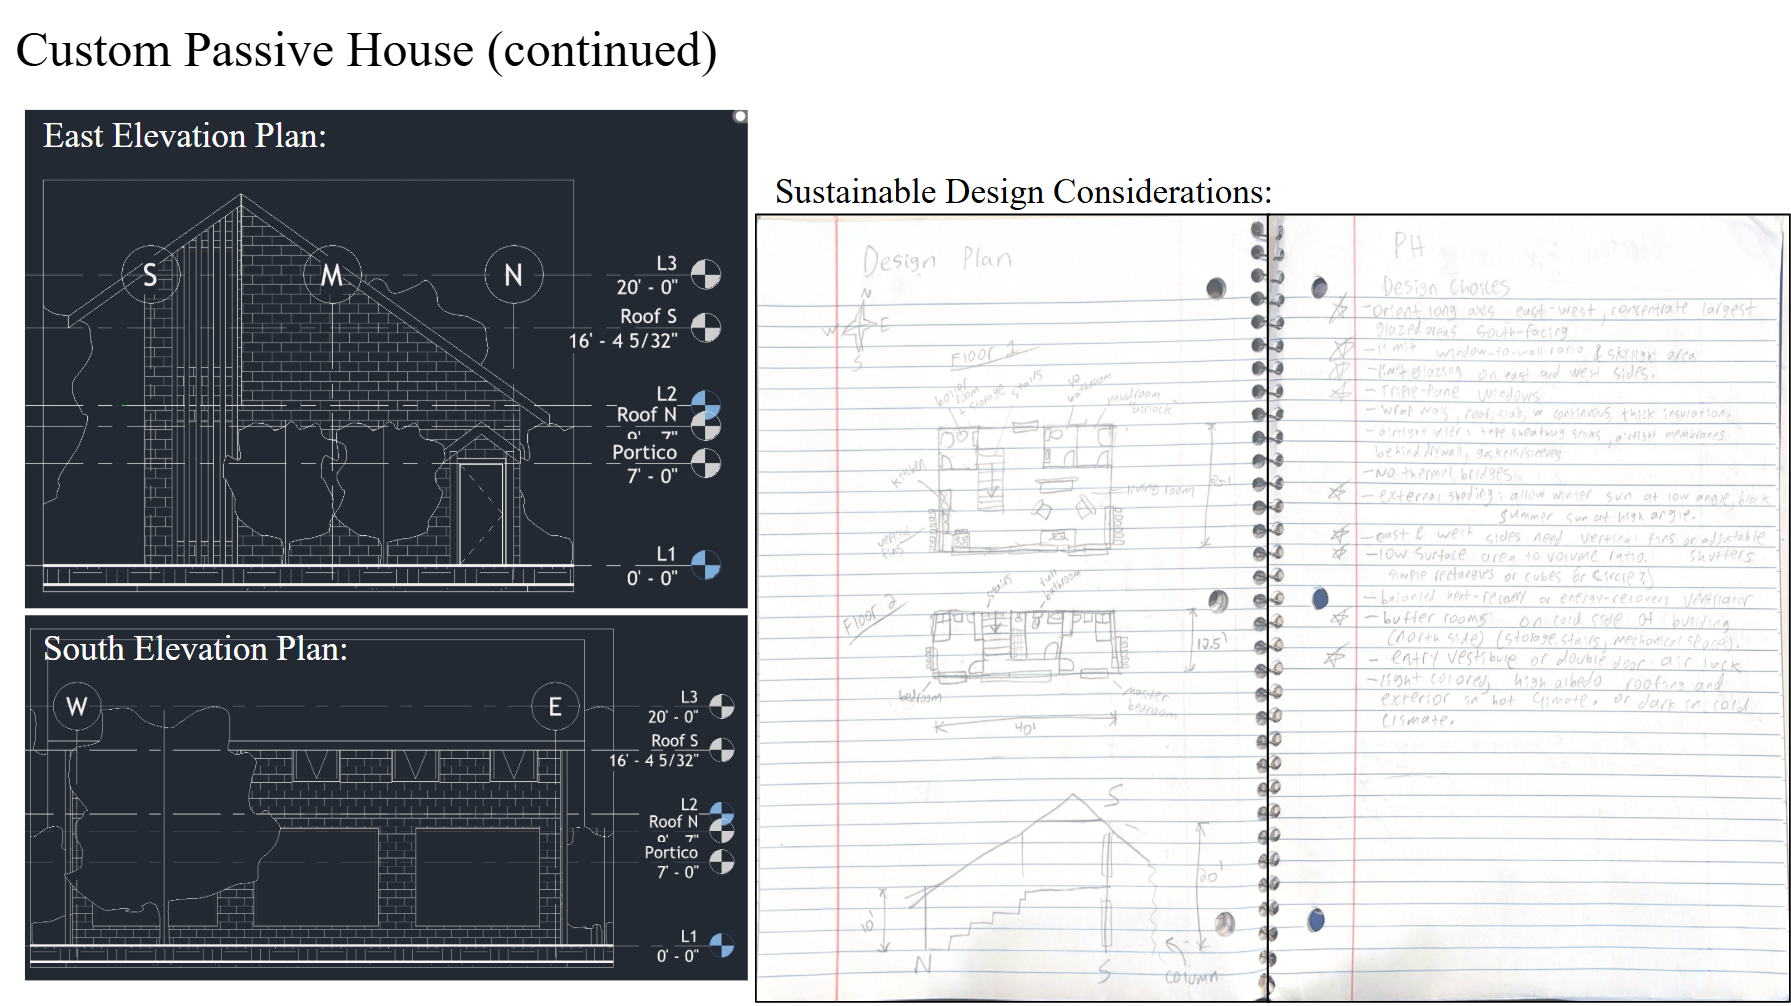 Custom Passive House (continued)
East Elevation Plan:
S
M
N
L3
20' - 0"
Roof S
16' - 4 5/32"
L2
Roof N
9' - 7"
Portico
7' - 0"
L1
0' - 0"
South Elevation Plan:
W
E
L3
20' - 0"
Roof S
16' - 4 5/32"
L2
Roof N
9' - 7"
Portico
7' - 0"
L1
0' - 0"
Sustainable Design Considerations:
Design Plan
N
W E
S
Floor 1
boiler room + storage
stairs
bathroom
mudroom
airlock
kitchen
living room
vertical fins
Floor 2
stairs
full bathroom
12.5'
bedroom
master bedroom
40'
S
20'
10'
N
S
column
PH
Design Choices
- Orient long axis east-west, concentrate largest
glazed areas south-facing
- limit window-to-wall ratio & skylight area
- limit glazing on east and west sides.
- Triple-Pane windows
- wrap walls, roof, slab, w continuous, thick insulation.
- airtight layer: tape sheathing seams, airtight membranes
behind drywall, gaskets/sleeves
- NO thermal bridges
- external shading: allow winter sun at low angle, block
summer sun at high angle.
- east & west sides need vertical fins or adjustable
shutters
- low surface area to volume ratio.
simple rectangles or cubes (or circle?)
- balanced heat-recovery or energy-recovery ventilator
- buffer rooms on cold side of building
(north side) (storage, stairs, mechanical space).
- entry vestibule or double door air lock
- light colored, high albedo roofing and
exterior in hot climate. or dark in cold
climate.